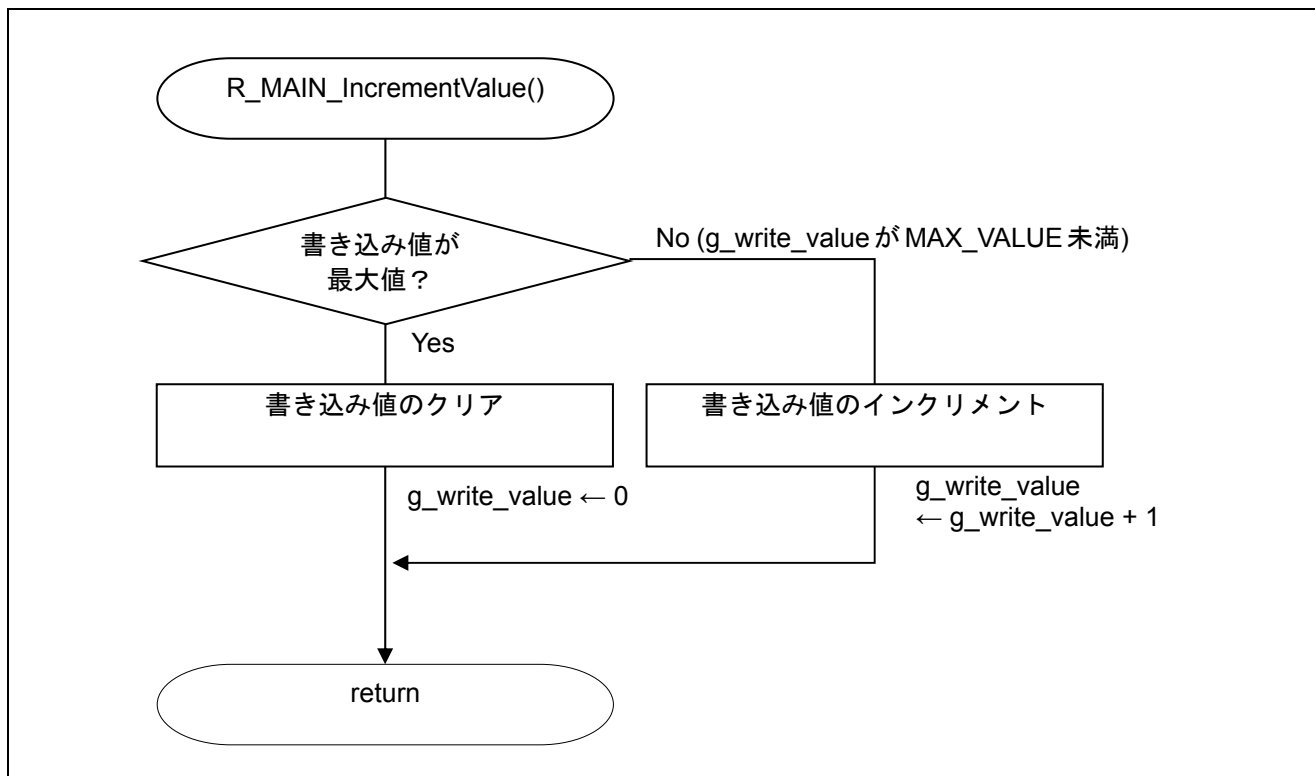 R_MAIN_IncrementValue()
書き込み値が
最大値？
No (g_write_value が MAX_VALUE 未満)
Yes
書き込み値のクリア
書き込み値のインクリメント
g_write_value ← 0
g_write_value
← g_write_value + 1
return